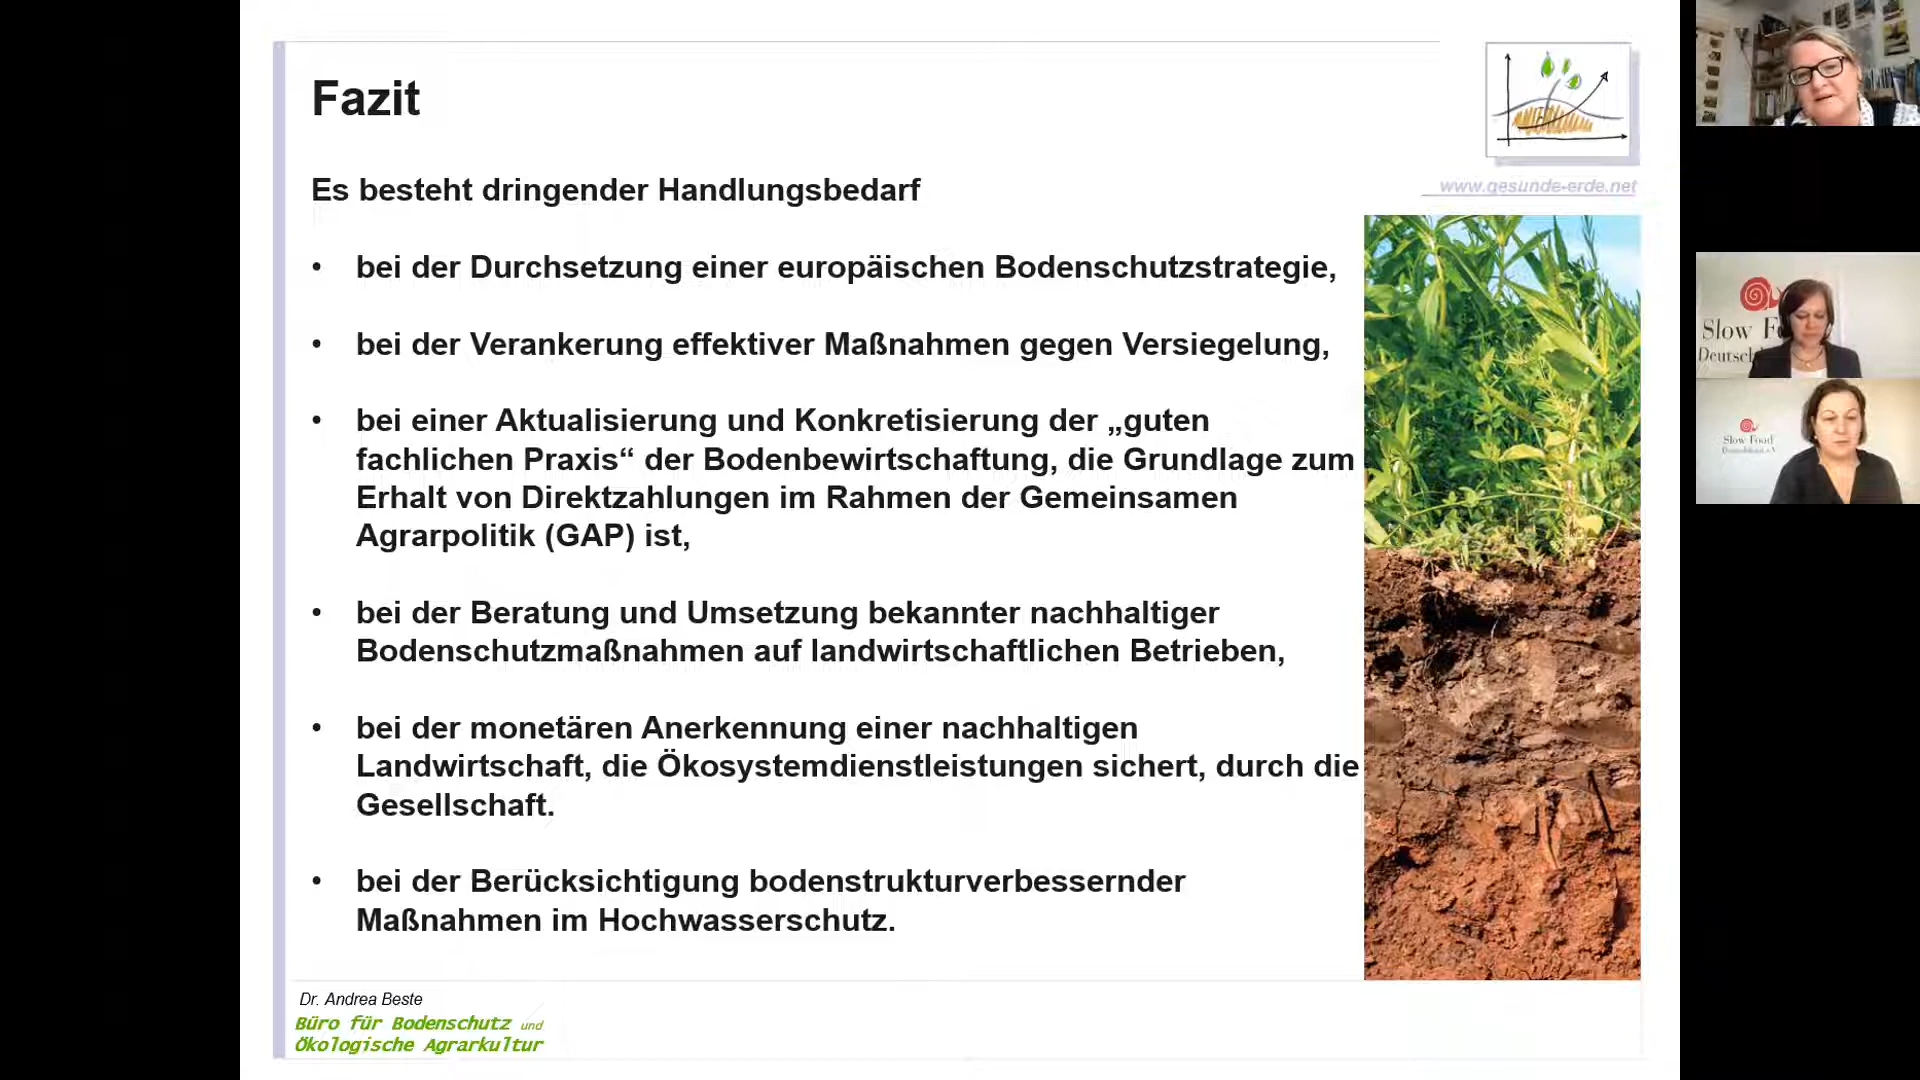 Fazit
www.gesunde-erde.net
Es besteht dringender Handlungsbedarf
• bei der Durchsetzung einer europäischen Bodenschutzstrategie,
• bei der Verankerung effektiver Maßnahmen gegen Versiegelung,
• bei einer Aktualisierung und Konkretisierung der „guten
fachlichen Praxis“ der Bodenbewirtschaftung, die Grundlage zum
Erhalt von Direktzahlungen im Rahmen der Gemeinsamen
Agrarpolitik (GAP) ist,
• bei der Beratung und Umsetzung bekannter nachhaltiger
Bodenschutzmaßnahmen auf landwirtschaftlichen Betrieben,
• bei der monetären Anerkennung einer nachhaltigen
Landwirtschaft, die Ökosystemdienstleistungen sichert, durch die
Gesellschaft.
• bei der Berücksichtigung bodenstrukturverbessernder
Maßnahmen im Hochwasserschutz.
Dr. Andrea Beste
Büro für Bodenschutz und
Ökologische Agrarkultur
Slow F
Deutsc
Slow Food
Deutschland e.V.